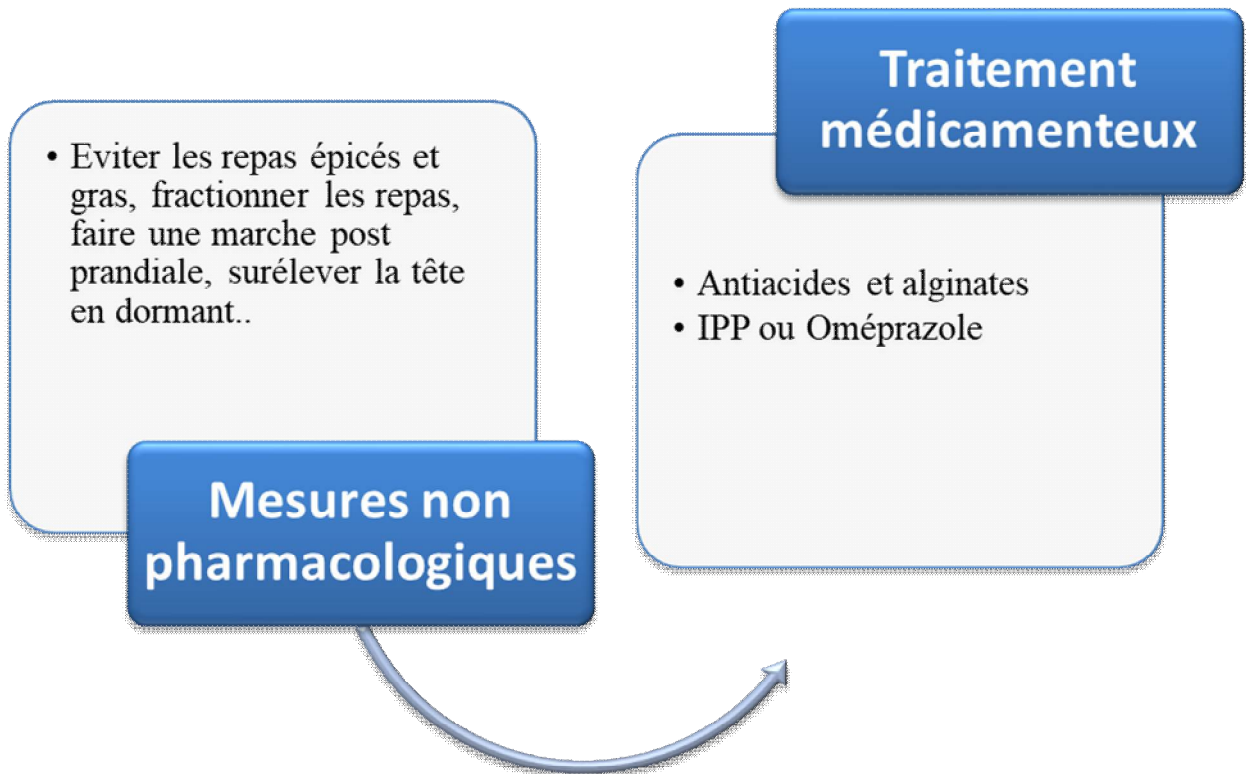 • Eviter les repas épicés et
gras, fractionner les repas,
faire une marche post
prandiale, surélever la tête
en dormant..
Mesures non
pharmacologiques
Traitement
médicamenteux
• Antiacides et alginates
• IPP ou Oméprazole